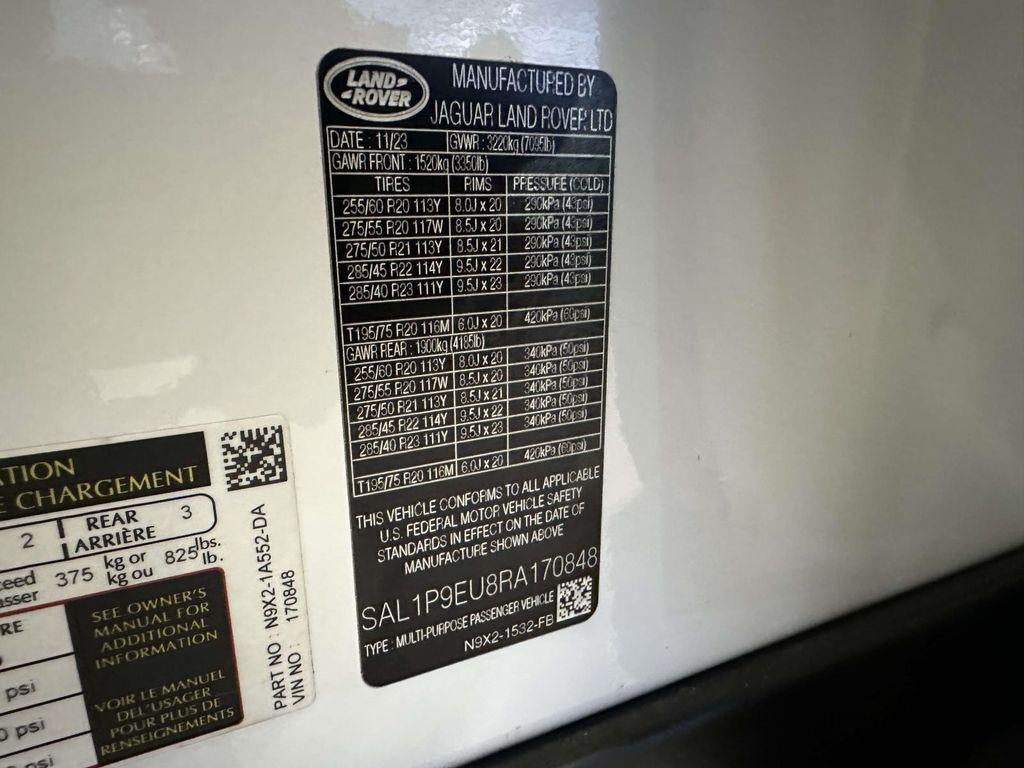 LAND-
-ROVER
MANUFACTURED BY
JAGUAR LAND ROVER LTD
DATE : 11/23 GVWR : 3220kg (7095lb)
GAWR FRONT : 1520kg (3350lb)
TIRES RIMS PRESSURE (COLD)
255/60 R20 113Y 8.0J x 20 290kPa (43psi)
275/55 R20 117W 8.5J x 20 290kPa (43psi)
275/50 R21 113Y 8.5J x 21 290kPa (43psi)
285/45 R22 114Y 9.5J x 22 290kPa (43psi)
285/40 R23 111Y 9.5J x 23 290kPa (43psi)
T195/75 R20 116M 6.0J x 20 420kPa (60psi)
GAWR REAR : 1900kg (4185lb)
255/60 R20 113Y 8.0J x 20 340kPa (50psi)
275/55 R20 117W 8.5J x 20 340kPa (50psi)
275/50 R21 113Y 8.5J x 21 340kPa (50psi)
285/45 R22 114Y 9.5J x 22 340kPa (50psi)
285/40 R23 111Y 9.5J x 23 340kPa (50psi)
T195/75 R20 116M 6.0J x 20 420kPa (60psi)
THIS VEHICLE CONFORMS TO ALL APPLICABLE
U.S. FEDERAL MOTOR VEHICLE SAFETY
STANDARDS IN EFFECT ON THE DATE OF
MANUFACTURE SHOWN ABOVE
SAL1P9EU8RA170848
TYPE : MULTI-PURPOSE PASSENGER VEHICLE
N9X2-1532-FB
CHARGEMENT
2 REAR 3
ARRIÈRE
375 kg or 825 lbs.
kg ou lb.
SEE OWNER'S
MANUAL FOR
ADDITIONAL
INFORMATION
psi
VOIR LE MANUEL
DE L'USAGER
POUR PLUS DE
RENSEIGNEMENTS
psi
PART NO : N9X2-1A552-DA
VIN NO : 170848